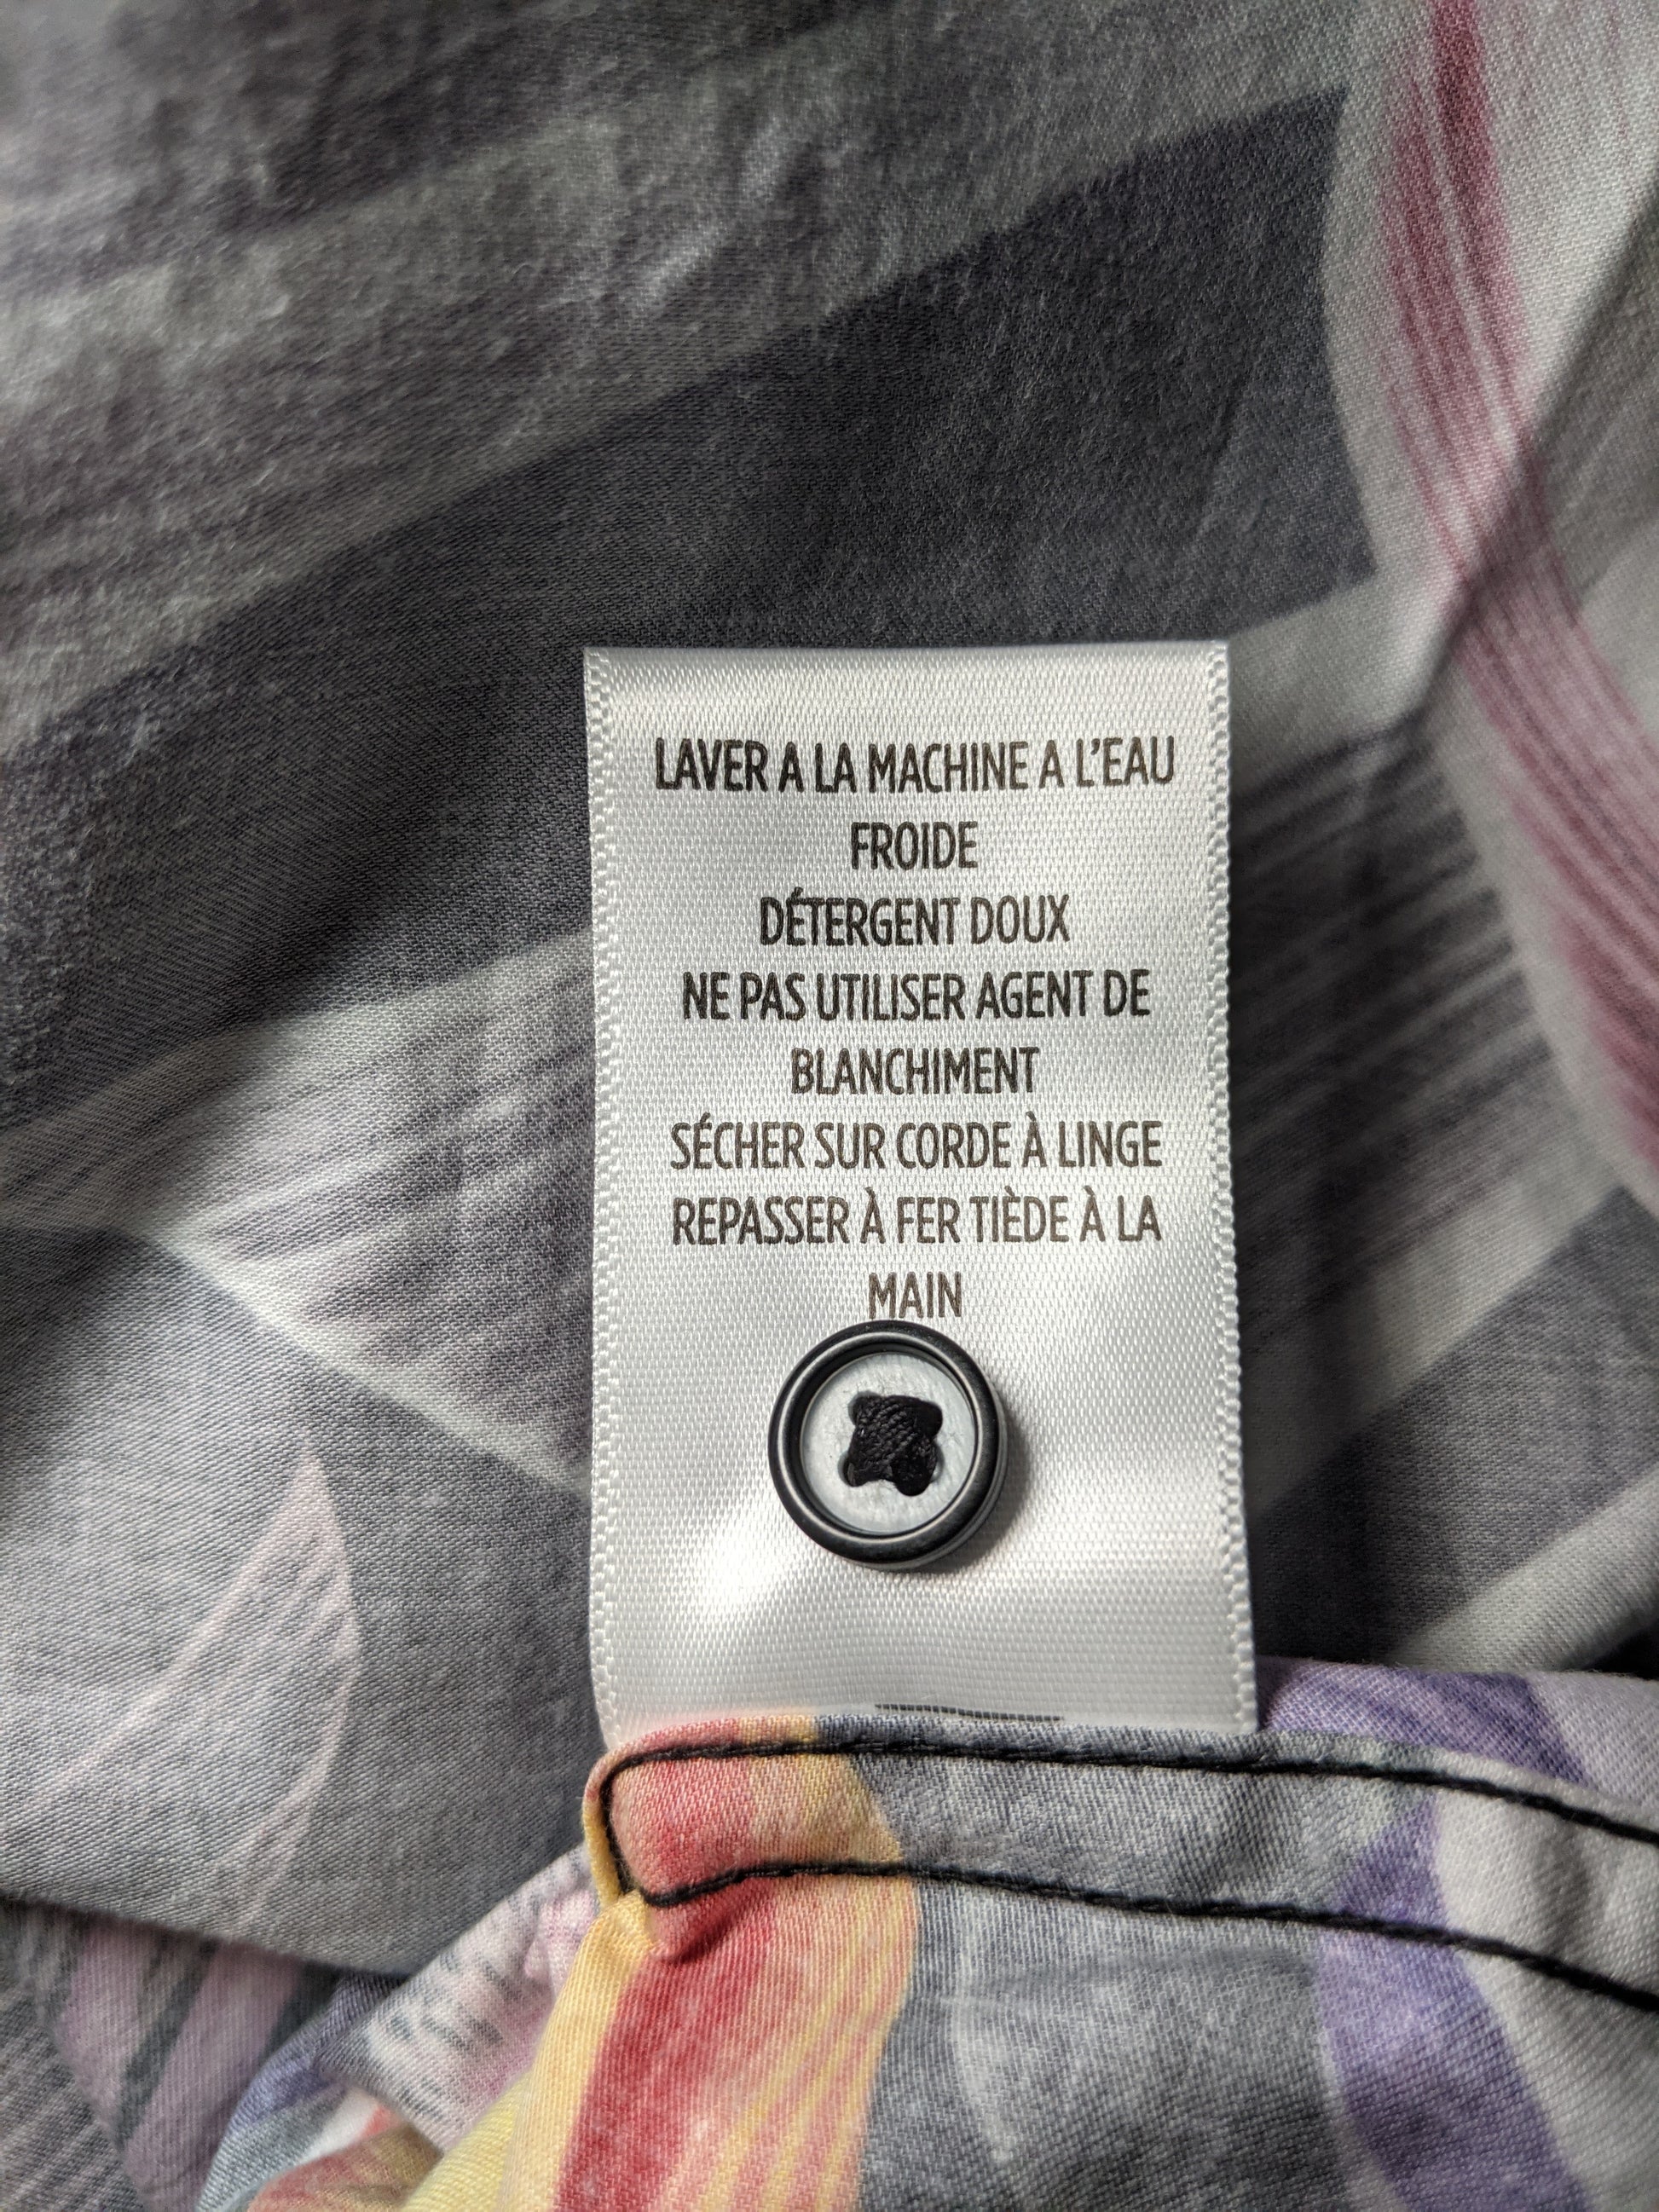 LAVER A LA MACHINE A L'EAU
FROIDE
DÉTERGENT DOUX
NE PAS UTILISER AGENT DE
BLANCHIMENT
SÉCHER SUR CORDE À LINGE
REPASSER À FER TIÈDE À LA
MAIN